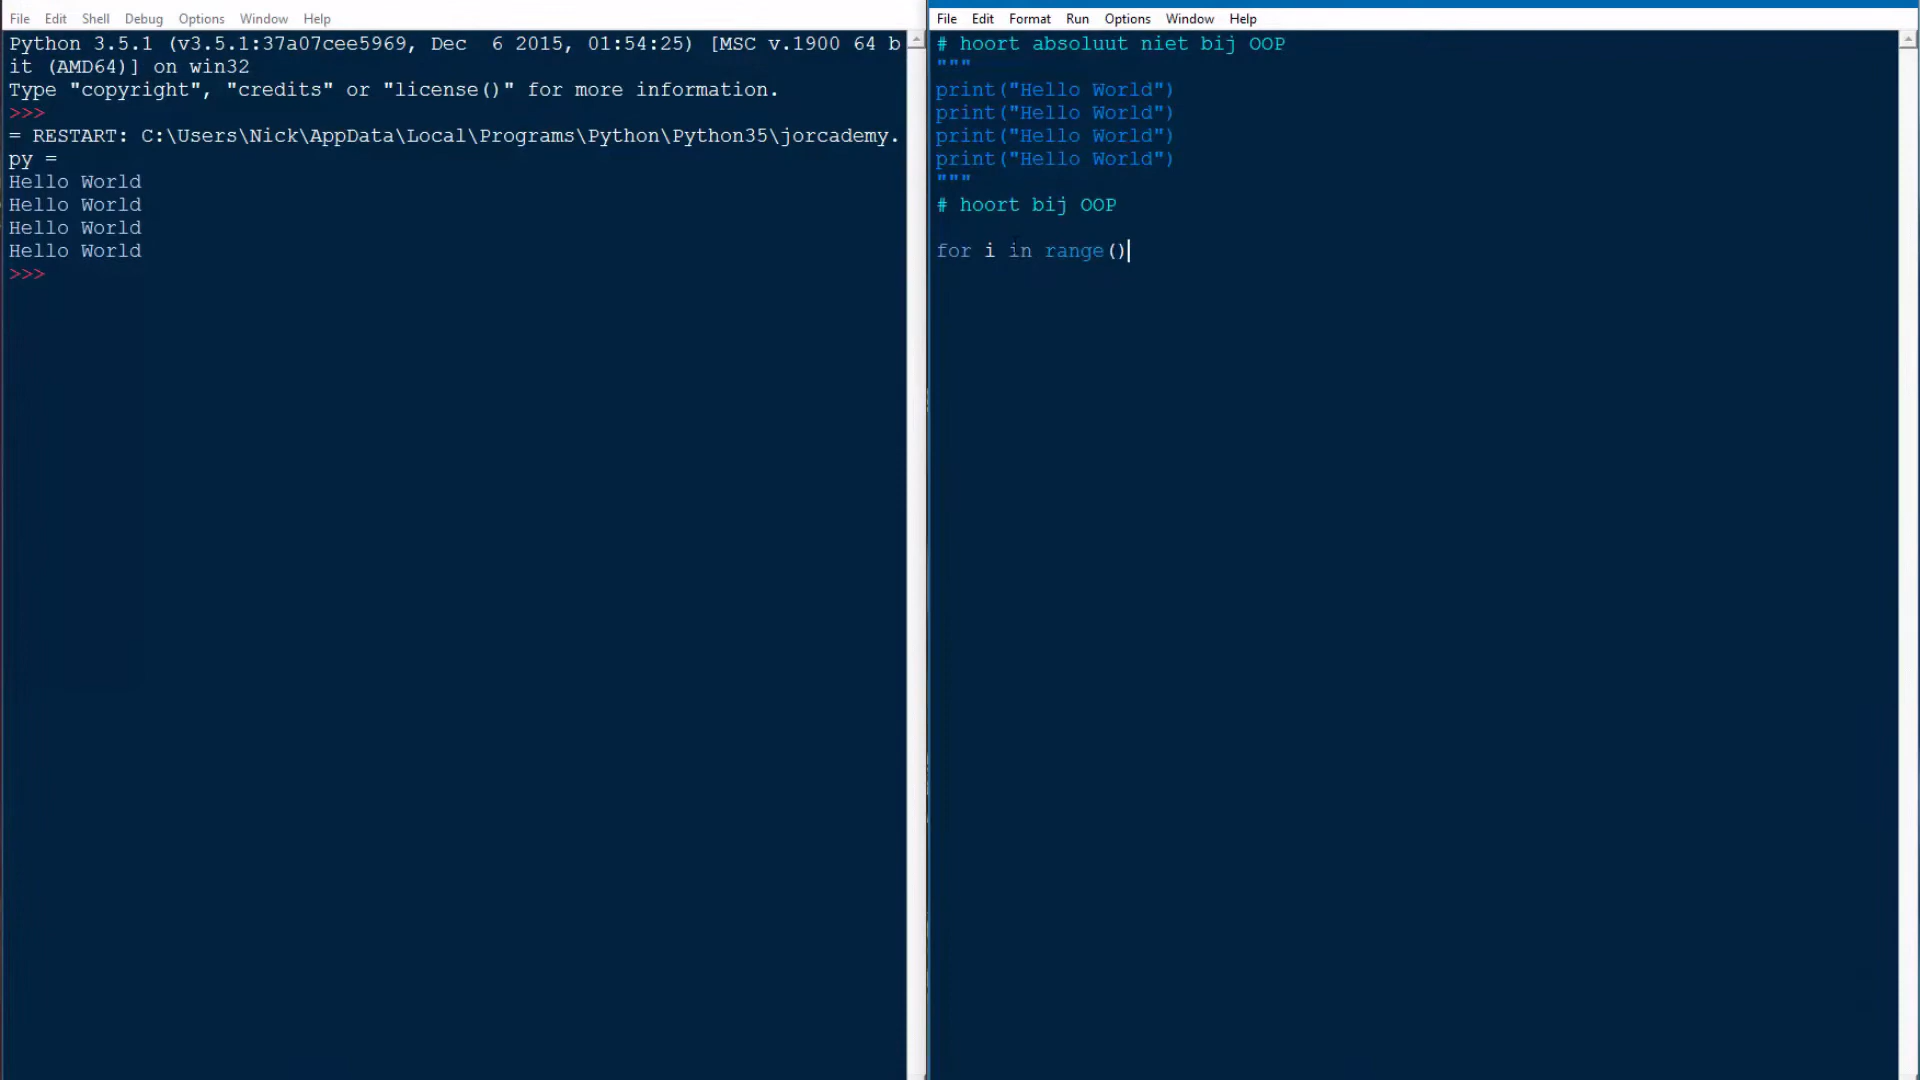 File Edit Shell Debug Options Window Help
Python 3.5.1 (v3.5.1:37a07cee5969, Dec  6 2015, 01:54:25) [MSC v.1900 64 b
it (AMD64)] on win32
Type "copyright", "credits" or "license()" for more information.
>>>
= RESTART: C:\Users\Nick\AppData\Local\Programs\Python\Python35\jorcademy.
py =
Hello World
Hello World
Hello World
Hello World
>>>
File Edit Format Run Options Window Help
# hoort absoluut niet bij OOP
"""
print("Hello World")
print("Hello World")
print("Hello World")
print("Hello World")
"""
# hoort bij OOP
for i in range()